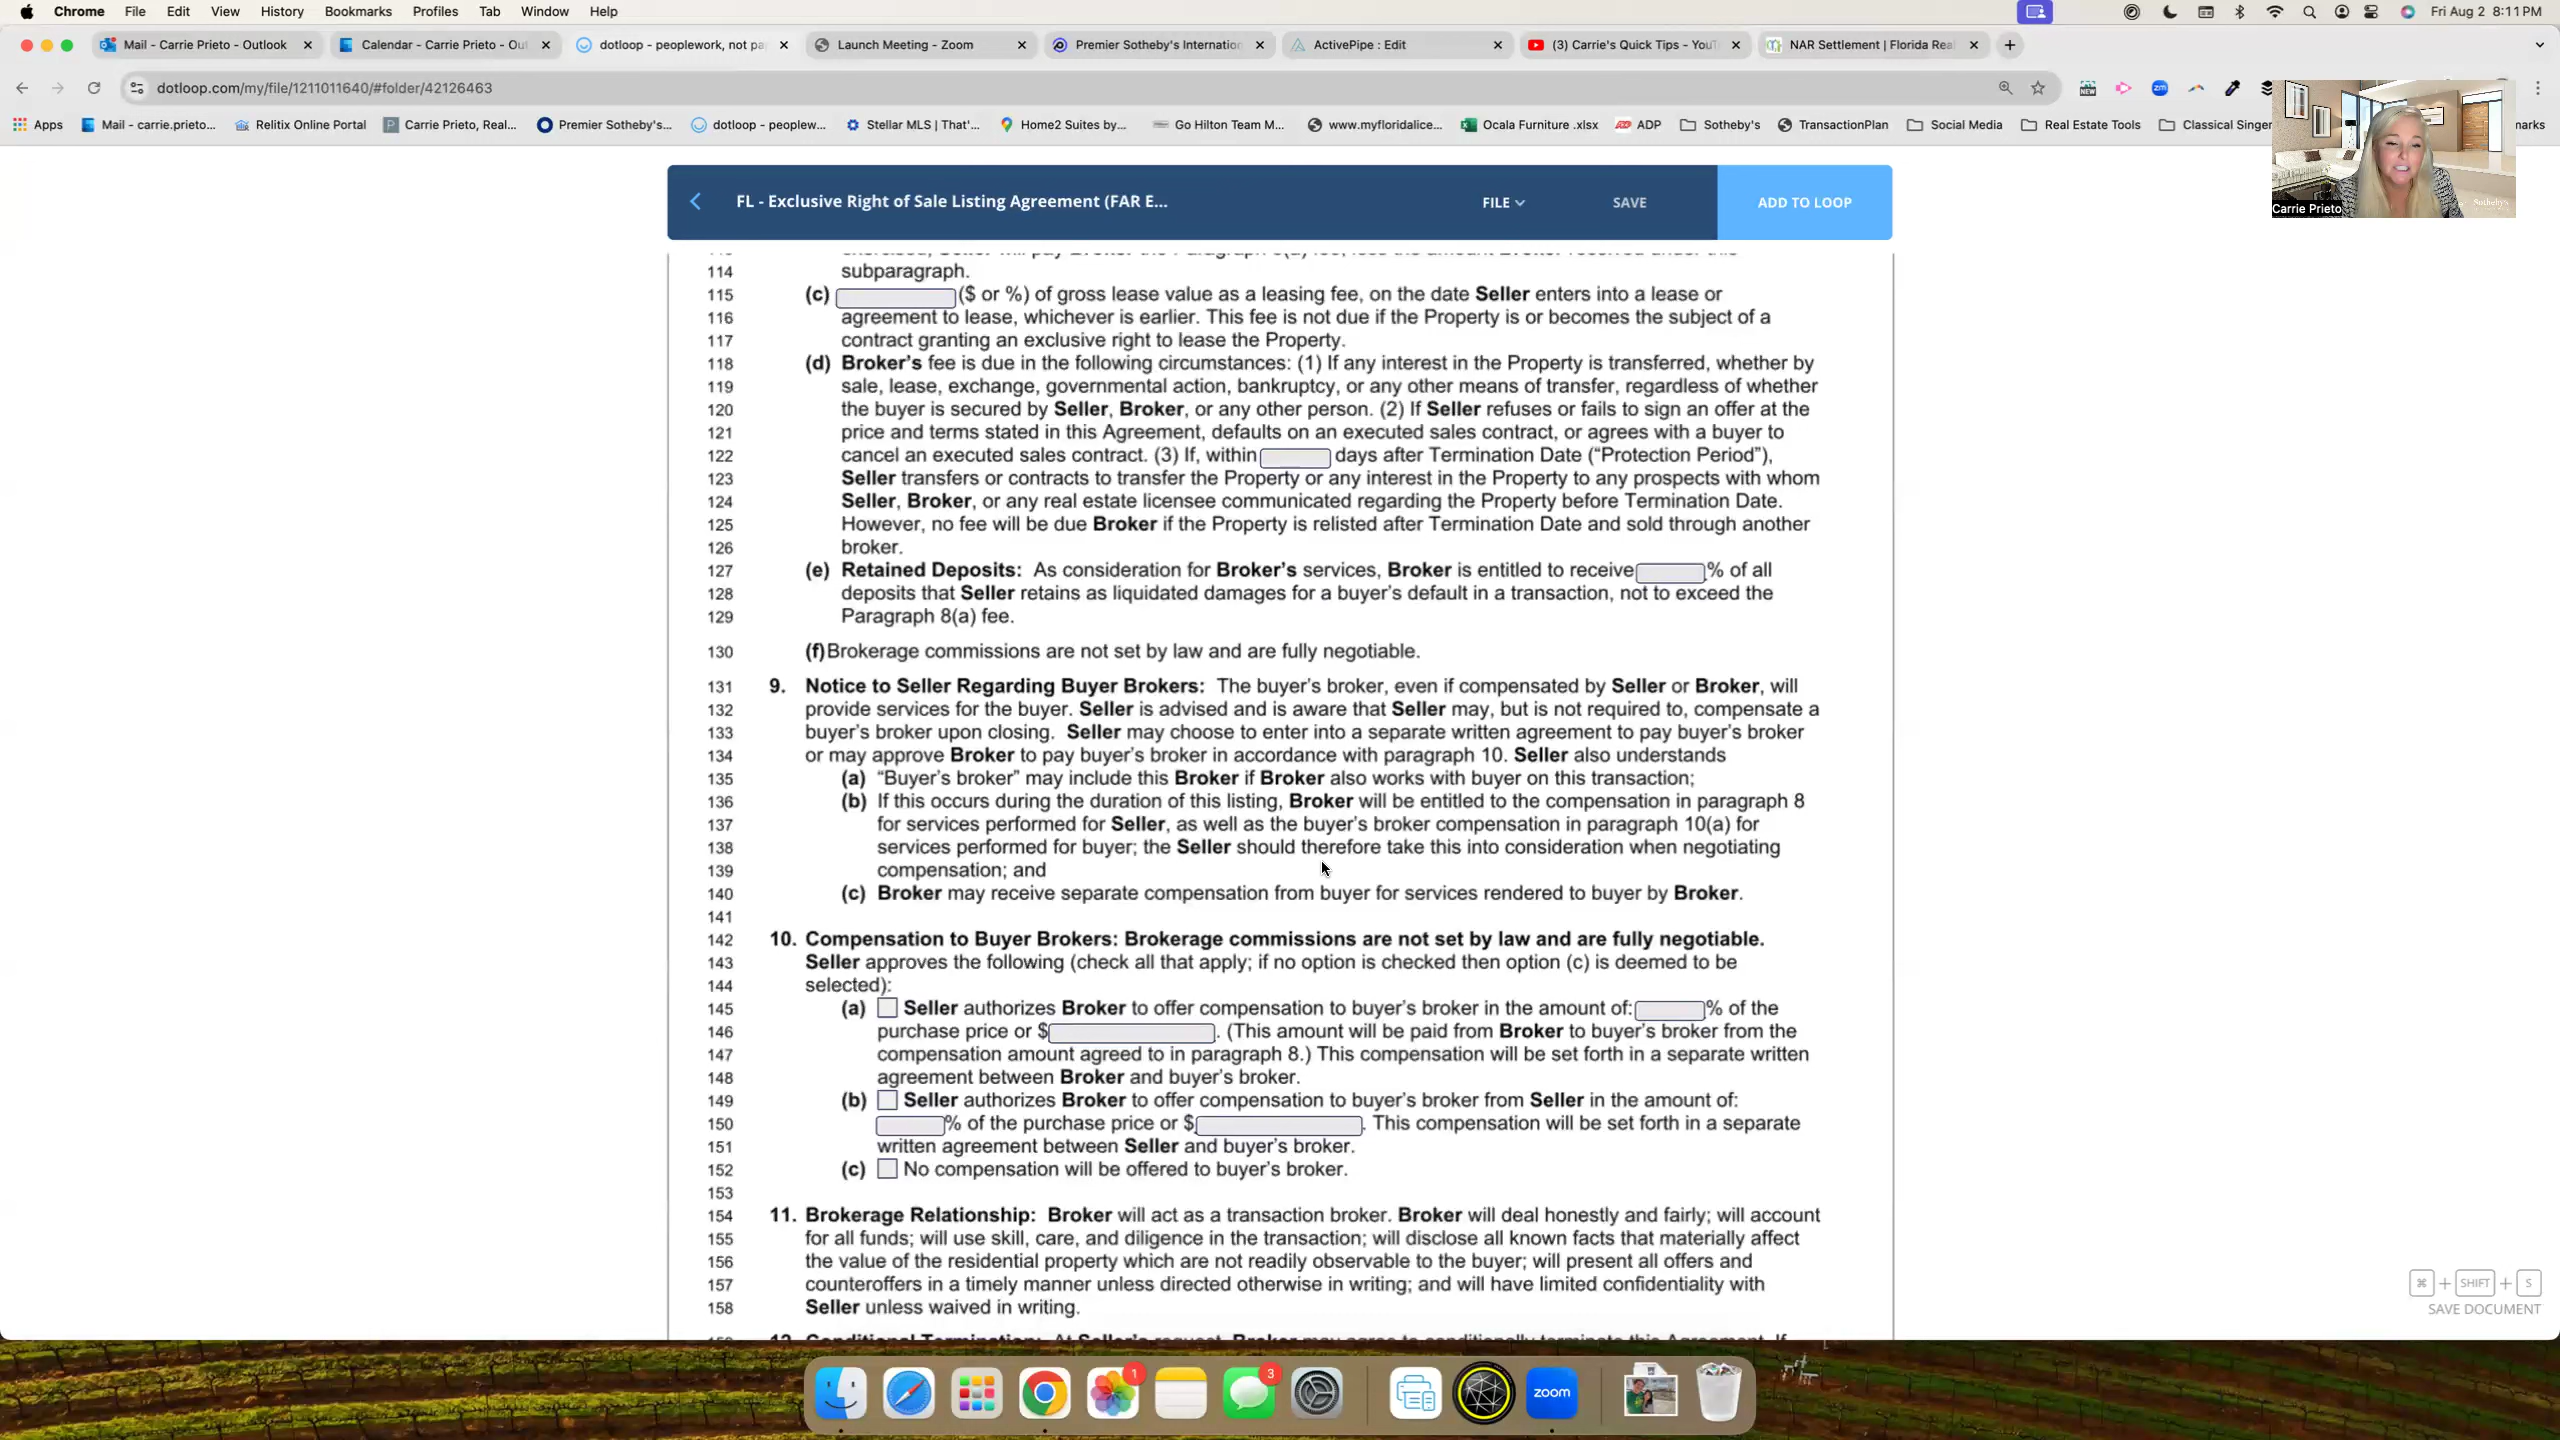 Chrome File Edit View History Bookmarks Profiles Tab Window Help Fri Aug 2 8:11 PM
Mail - Carrie Prieto - Outlook Calendar - Carrie Prieto - Ou dotloop - peoplework, not pa Launch Meeting - Zoom Premier Sotheby's Internation ActivePipe : Edit (3) Carrie's Quick Tips - YouT NAR Settlement | Florida Rea
dotloop.com/my/file/1211011640/#folder/42126463
Apps Mail - carrie.prieto... Relitix Online Portal Carrie Prieto, Real... Premier Sotheby's... dotloop - peoplew... Stellar MLS | That'... Home2 Suites by... Go Hilton Team M... www.myfloridalice... Ocala Furniture .xlsx ADP Sotheby's TransactionPlan Social Media Real Estate Tools Classical Singer marks
Carrie Prieto
Sotheby's
FL - Exclusive Right of Sale Listing Agreement (FAR E... FILE SAVE ADD TO LOOP
114 subparagraph.
115 (c) ($ or %) of gross lease value as a leasing fee, on the date Seller enters into a lease or
116 agreement to lease, whichever is earlier. This fee is not due if the Property is or becomes the subject of a
117 contract granting an exclusive right to lease the Property.
118 (d) Broker's fee is due in the following circumstances: (1) If any interest in the Property is transferred, whether by
119 sale, lease, exchange, governmental action, bankruptcy, or any other means of transfer, regardless of whether
120 the buyer is secured by Seller, Broker, or any other person. (2) If Seller refuses or fails to sign an offer at the
121 price and terms stated in this Agreement, defaults on an executed sales contract, or agrees with a buyer to
122 cancel an executed sales contract. (3) If, within days after Termination Date (“Protection Period”),
123 Seller transfers or contracts to transfer the Property or any interest in the Property to any prospects with whom
124 Seller, Broker, or any real estate licensee communicated regarding the Property before Termination Date.
125 However, no fee will be due Broker if the Property is relisted after Termination Date and sold through another
126 broker.
127 (e) Retained Deposits: As consideration for Broker's services, Broker is entitled to receive % of all
128 deposits that Seller retains as liquidated damages for a buyer's default in a transaction, not to exceed the
129 Paragraph 8(a) fee.
130 (f)Brokerage commissions are not set by law and are fully negotiable.
131 9. Notice to Seller Regarding Buyer Brokers: The buyer's broker, even if compensated by Seller or Broker, will
132 provide services for the buyer. Seller is advised and is aware that Seller may, but is not required to, compensate a
133 buyer's broker upon closing. Seller may choose to enter into a separate written agreement to pay buyer's broker
134 or may approve Broker to pay buyer's broker in accordance with paragraph 10. Seller also understands
135 (a) “Buyer's broker” may include this Broker if Broker also works with buyer on this transaction;
136 (b) If this occurs during the duration of this listing, Broker will be entitled to the compensation in paragraph 8
137 for services performed for Seller, as well as the buyer's broker compensation in paragraph 10(a) for
138 services performed for buyer; the Seller should therefore take this into consideration when negotiating
139 compensation; and
140 (c) Broker may receive separate compensation from buyer for services rendered to buyer by Broker.
141
142 10. Compensation to Buyer Brokers: Brokerage commissions are not set by law and are fully negotiable.
143 Seller approves the following (check all that apply; if no option is checked then option (c) is deemed to be
144 selected):
145 (a) Seller authorizes Broker to offer compensation to buyer's broker in the amount of: % of the
146 purchase price or $ . (This amount will be paid from Broker to buyer's broker from the
147 compensation amount agreed to in paragraph 8.) This compensation will be set forth in a separate written
148 agreement between Broker and buyer's broker.
149 (b) Seller authorizes Broker to offer compensation to buyer's broker from Seller in the amount of:
150 % of the purchase price or $ . This compensation will be set forth in a separate
151 written agreement between Seller and buyer's broker.
152 (c) No compensation will be offered to buyer's broker.
153
154 11. Brokerage Relationship: Broker will act as a transaction broker. Broker will deal honestly and fairly; will account
155 for all funds; will use skill, care, and diligence in the transaction; will disclose all known facts that materially affect
156 the value of the residential property which are not readily observable to the buyer; will present all offers and
157 counteroffers in a timely manner unless directed otherwise in writing; and will have limited confidentiality with
158 Seller unless waived in writing.
⌘ + SHIFT + S
SAVE DOCUMENT
1 3 zoom